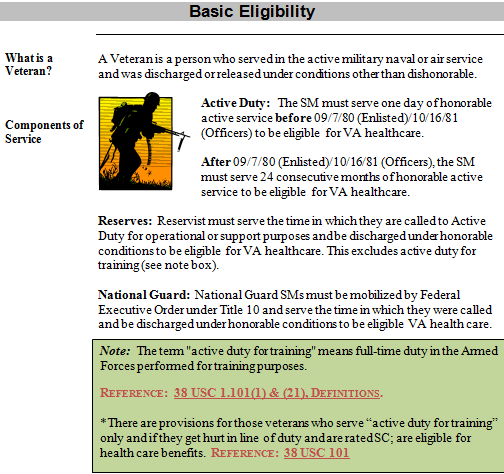 Basic Eligibility
What is a
Veteran?
A Veteran is a person who served in the active military naval or air service
and was discharged or released under conditions other than dishonorable.
Components of
Service
Active Duty: The SM must serve one day of honorable
active service before 09/7/80 (Enlisted)/10/16/81
(Officers) to be eligible for VA healthcare.
After 09/7/80 (Enlisted)/10/16/81 (Officers), the SM
must serve 24 consecutive months of honorable active
service to be eligible for VA healthcare.
Reserves: Reservist must serve the time in which they are called to Active
Duty for operational or support purposes and be discharged under honorable
conditions to be eligible for VA healthcare. This excludes active duty for
training (see note box).
National Guard: National Guard SMs must be mobilized by Federal
Executive Order under Title 10 and serve the time in which they were called
and be discharged under honorable conditions to be eligible VA health care.
Note: The term "active duty for training" means full-time duty in the Armed
Forces performed for training purposes.
REFERENCE: 38 USC 1.101(1) & (21), DEFINITIONS.
*There are provisions for those veterans who serve “active duty for training”
only and if they get hurt in line of duty and are rated SC; are eligible for
health care benefits. REFERENCE: 38 USC 101